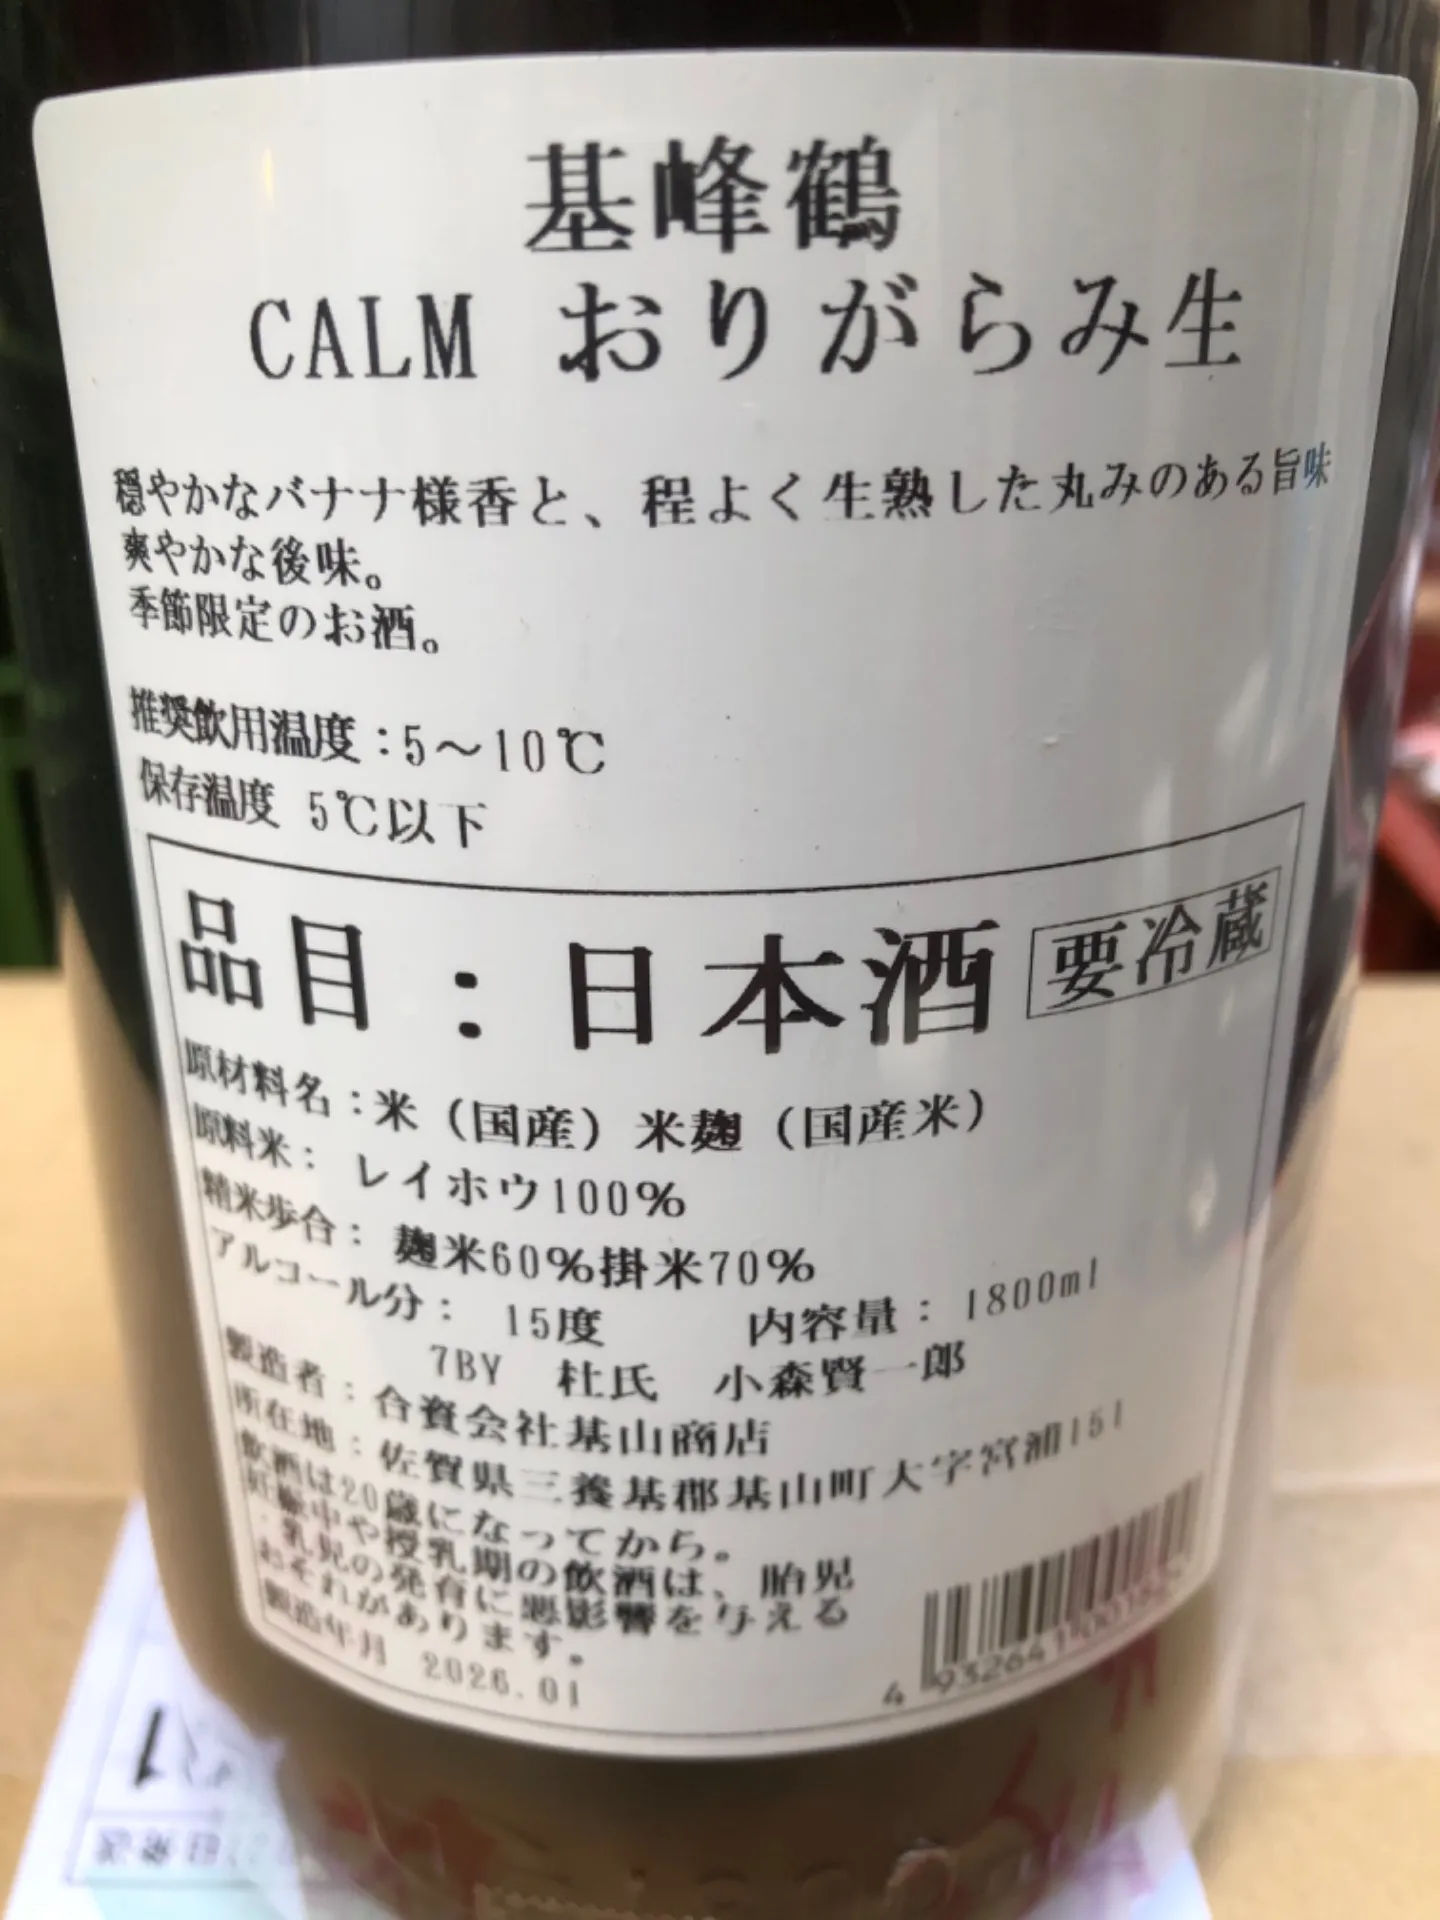 基峰鶴
CALM おりがらみ生
穏やかなバナナ様香と、程よく生熟した丸みのある旨味
爽やかな後味。
季節限定のお酒。
推奨飲用温度：5～10℃
保存温度 5℃以下
品目：日本酒 要冷蔵
原材料名：米（国産）米麹（国産米）
原料米： レイホウ100%
精米歩合： 麹米60%掛米70%
アルコール分： 15度 内容量： 1800ml
7BY 杜氏 小森賢一郎
製造者：合資会社基山商店
所在地：佐賀県三養基郡基山町大字宮浦151
飲酒は20歳になってから。
妊娠中や授乳期の飲酒は、胎児
・乳児の発育に悪影響を与える
おそれがあります。
製造年月 2026.01